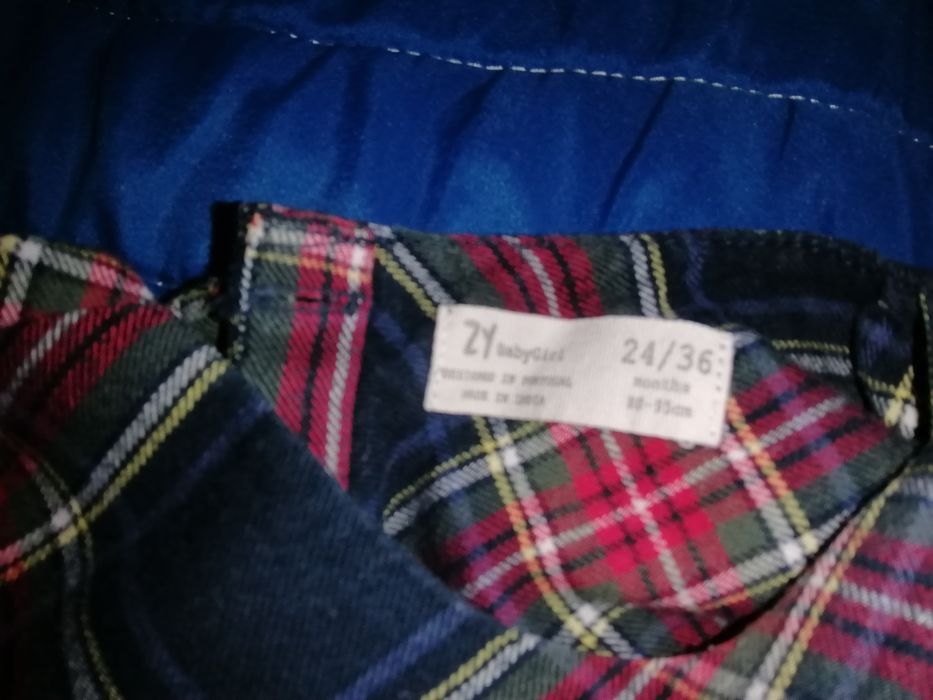 ZY BabyGirl
DESIGNED IN PORTUGAL
MADE IN INDIA
24/36
months